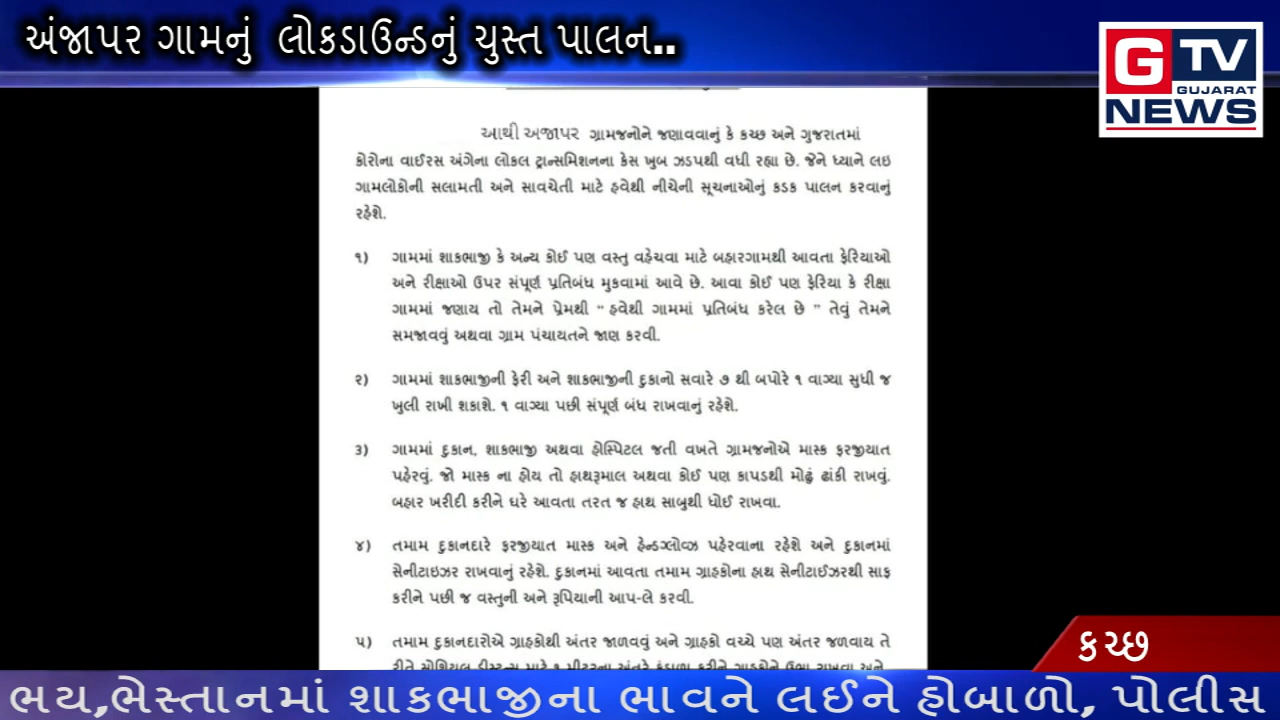 અંજાપર ગામનું લોકડાઉન્ડનું ચુસ્ત પાલન..
G TV
GUJARAT
NEWS
આથી અજાપર ગ્રામજનોને જણાવવાનું કે કચ્છ અને ગુજરાતમાં
કોરોના વાઈરસ અંગેના લોકલ ટ્રાન્સમિશનના કેસ ખુબ ઝડપથી વધી રહ્યા છે. જેને ધ્યાને લઇ
ગામલોકોની સલામતી અને સાવચેતી માટે હવેથી નીચેની સૂચનાઓનું કડક પાલન કરવાનું
રહેશે.
૧) ગામમાં શાકભાજી કે અન્ય કોઈ પણ વસ્તુ વહેચવા માટે બહારગામથી આવતા ફેરિયાઓ
અને રીક્ષાઓ ઉપર સંપૂર્ણ પ્રતિબંધ મુકવામાં આવે છે. આવા કોઈ પણ ફેરિયા કે રીક્ષા
ગામમાં જણાય તો તેમને પ્રેમથી “ હવેથી ગામમાં પ્રતિબંધ કરેલ છે ” તેવું તેમને
સમજાવવું અથવા ગ્રામ પંચાયતને જાણ કરવી.
૨) ગામમાં શાકભાજીની ફેરી અને શાકભાજીની દુકાનો સવારે ૭ થી બપોરે ૧ વાગ્યા સુધી જ
ખુલી રાખી શકાશે. ૧ વાગ્યા પછી સંપૂર્ણ બંધ રાખવાનું રહેશે.
૩) ગામમાં દુકાન, શાકભાજી અથવા હોસ્પિટલ જતી વખતે ગ્રામજનોએ માસ્ક ફરજીયાત
પહેરવું. જો માસ્ક ના હોય તો હાથરૂમાલ અથવા કોઈ પણ કાપડથી મોઢું ઢાંકી રાખવું.
બહાર ખરીદી કરીને ઘરે આવતા તરત જ હાથ સાબુથી ધોઈ રાખવા.
૪) તમામ દુકાનદારે ફરજીયાત માસ્ક અને હેન્ડગ્લોવ્ઝ પહેરવાના રહેશે અને દુકાનમાં
સેનીટાઇઝર રાખવાનું રહેશે. દુકાનમાં આવતા તમામ ગ્રાહકોના હાથ સેનીટાઈઝરથી સાફ
કરીને પછી જ વસ્તુની અને રૂપિયાની આપ-લે કરવી.
૫) તમામ દુકાનદારોએ ગ્રાહકોથી અંતર જાળવવું અને ગ્રાહકો વચ્ચે પણ અંતર જળવાય તે
કચ્છ
ભય,ભેસ્તાનમાં શાકભાજીના ભાવને લઈને હોબાળો, પોલીસ